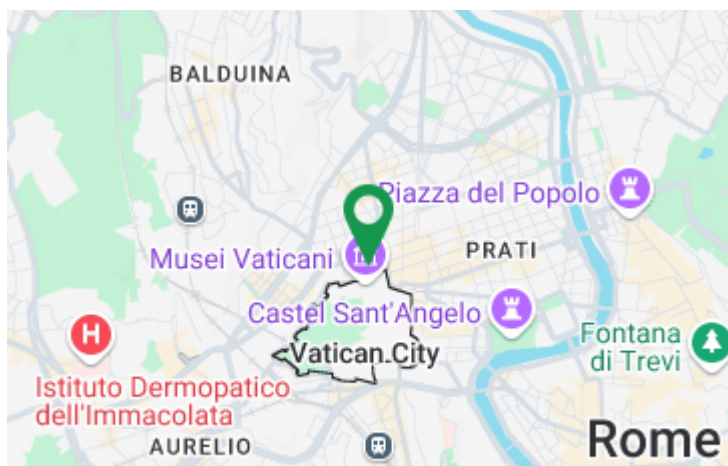 BALDUINA
Piazza del Popolo
Musei Vaticani
PRATI
Castel Sant'Angelo
Fontana
di Trevi
Vatican City
H
Istituto Dermopatico
dell'Immacolata
AURELIO
Rome